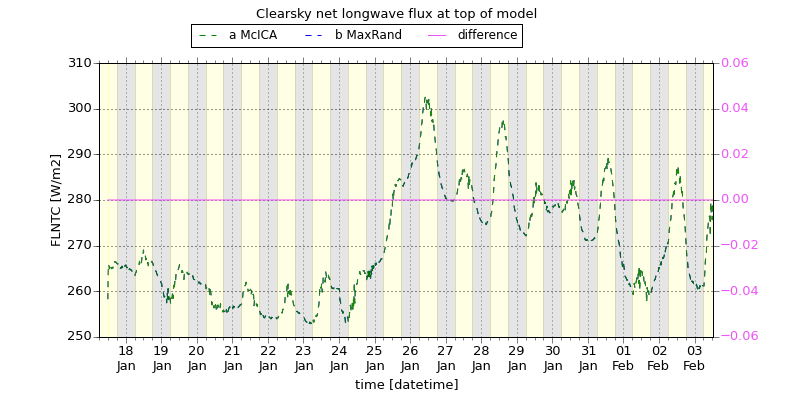 Clearsky net longwave flux at top of model
a McICA b MaxRand difference
310 0.06
300 0.04
290 0.02
280 0.00
270 −0.02
260 −0.04
250 −0.06
FLNTC [W/m2]
18 19 20 21 22 23 24 25 26 27 28 29 30 31 01 02 03
Jan Jan Jan Jan Jan Jan Jan Jan Jan Jan Jan Jan Jan Jan Feb Feb Feb
time [datetime]